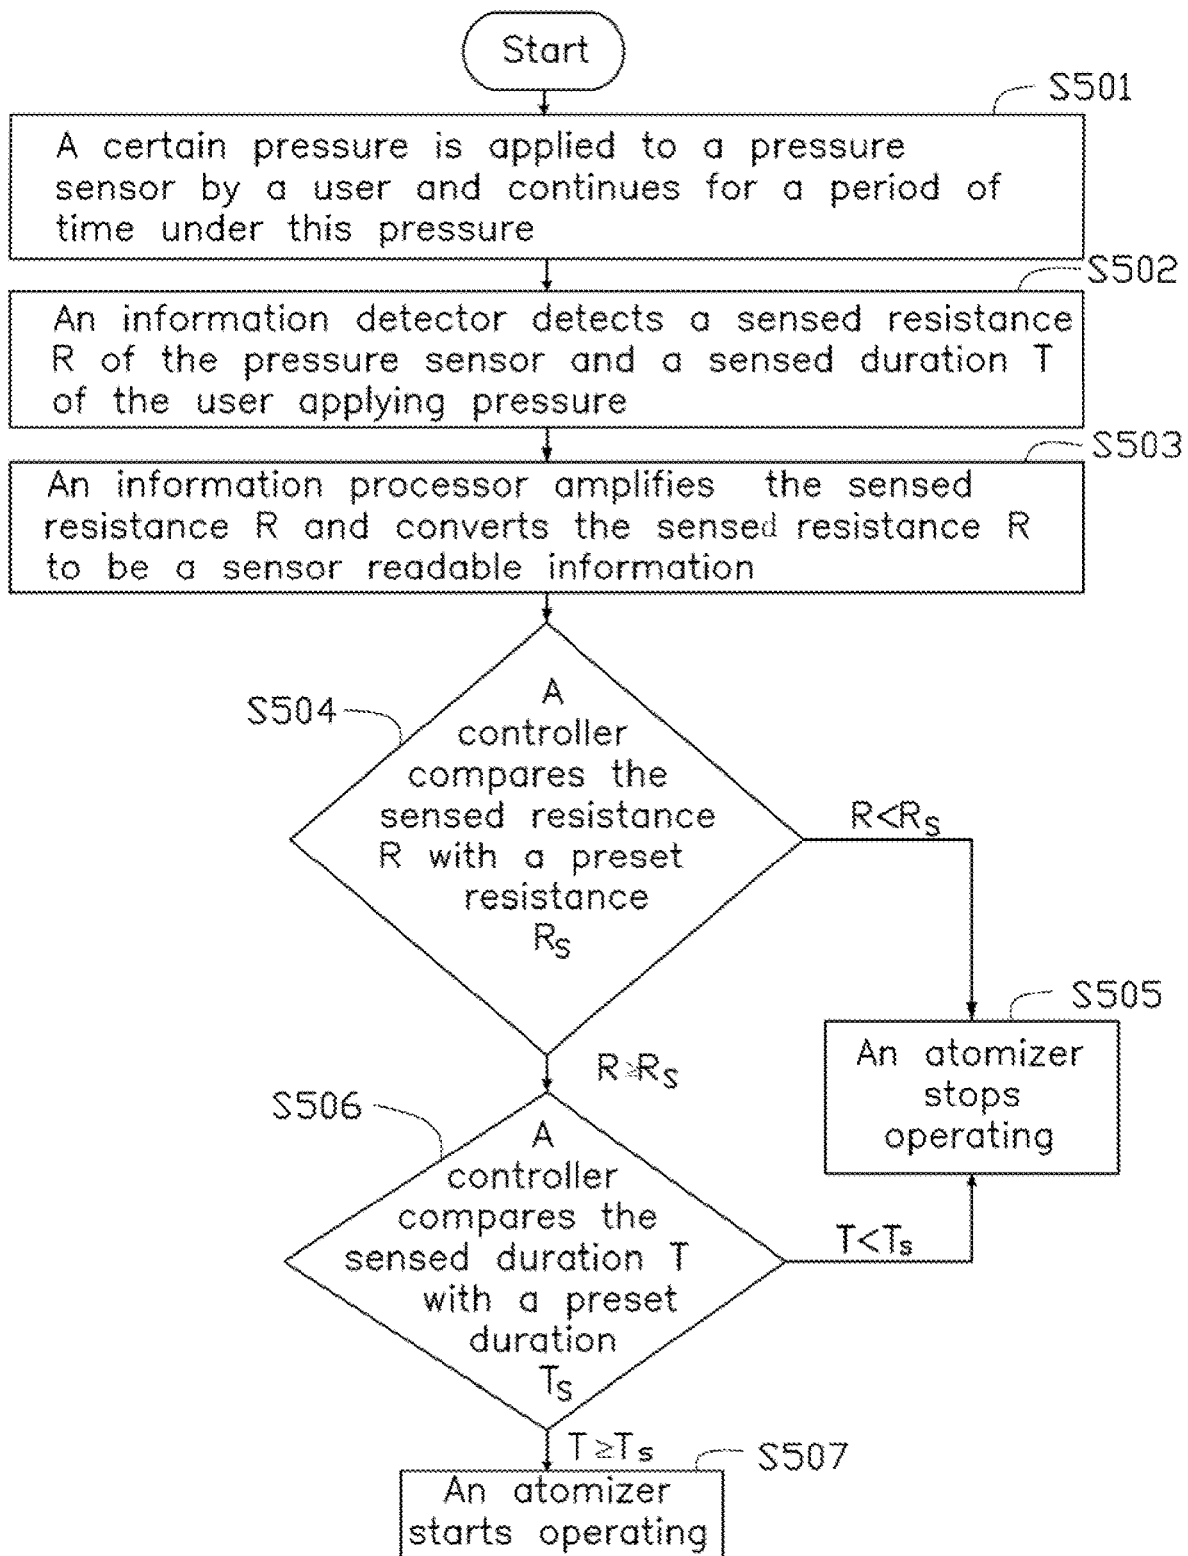 Start
S501
A certain pressure is applied to a pressure
sensor by a user and continues for a period of
time under this pressure
S502
An information detector detects a sensed resistance
R of the pressure sensor and a sensed duration T
of the user applying pressure
S503
An information processor amplifies the sensed
resistance R and converts the sensed resistance R
to be a sensor readable information
S504
A
controller
compares the
sensed resistance
R with a preset
resistance
Rs
R<Rs
S505
An atomizer
stops
operating
R≥Rs
S506
A
controller
compares the
sensed duration T
with a preset
duration
Ts
T<Ts
T≥Ts
S507
An atomizer
starts operating